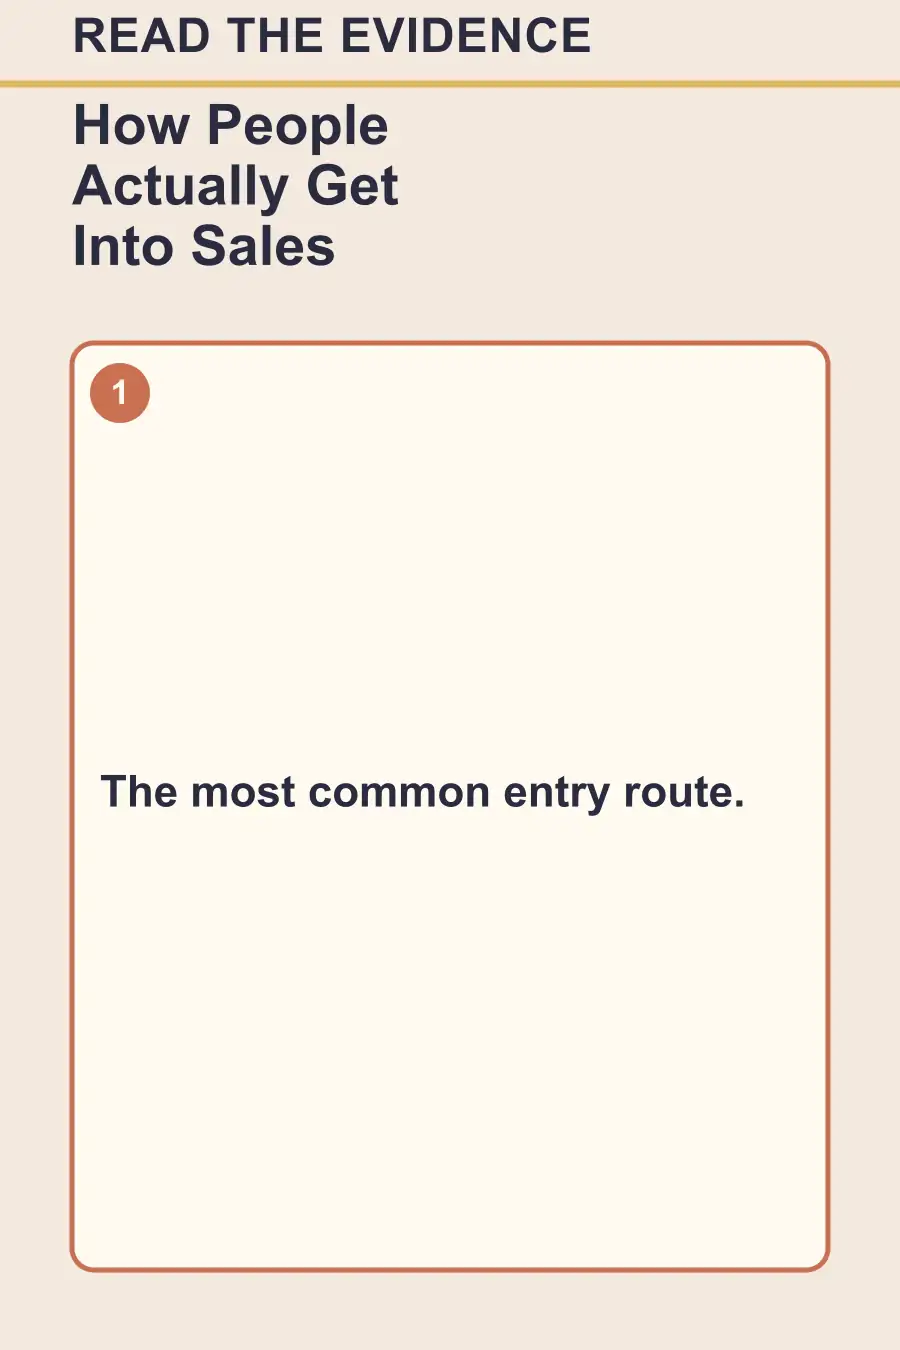 READ THE EVIDENCE
How People
Actually Get
Into Sales
1
The most common entry route.